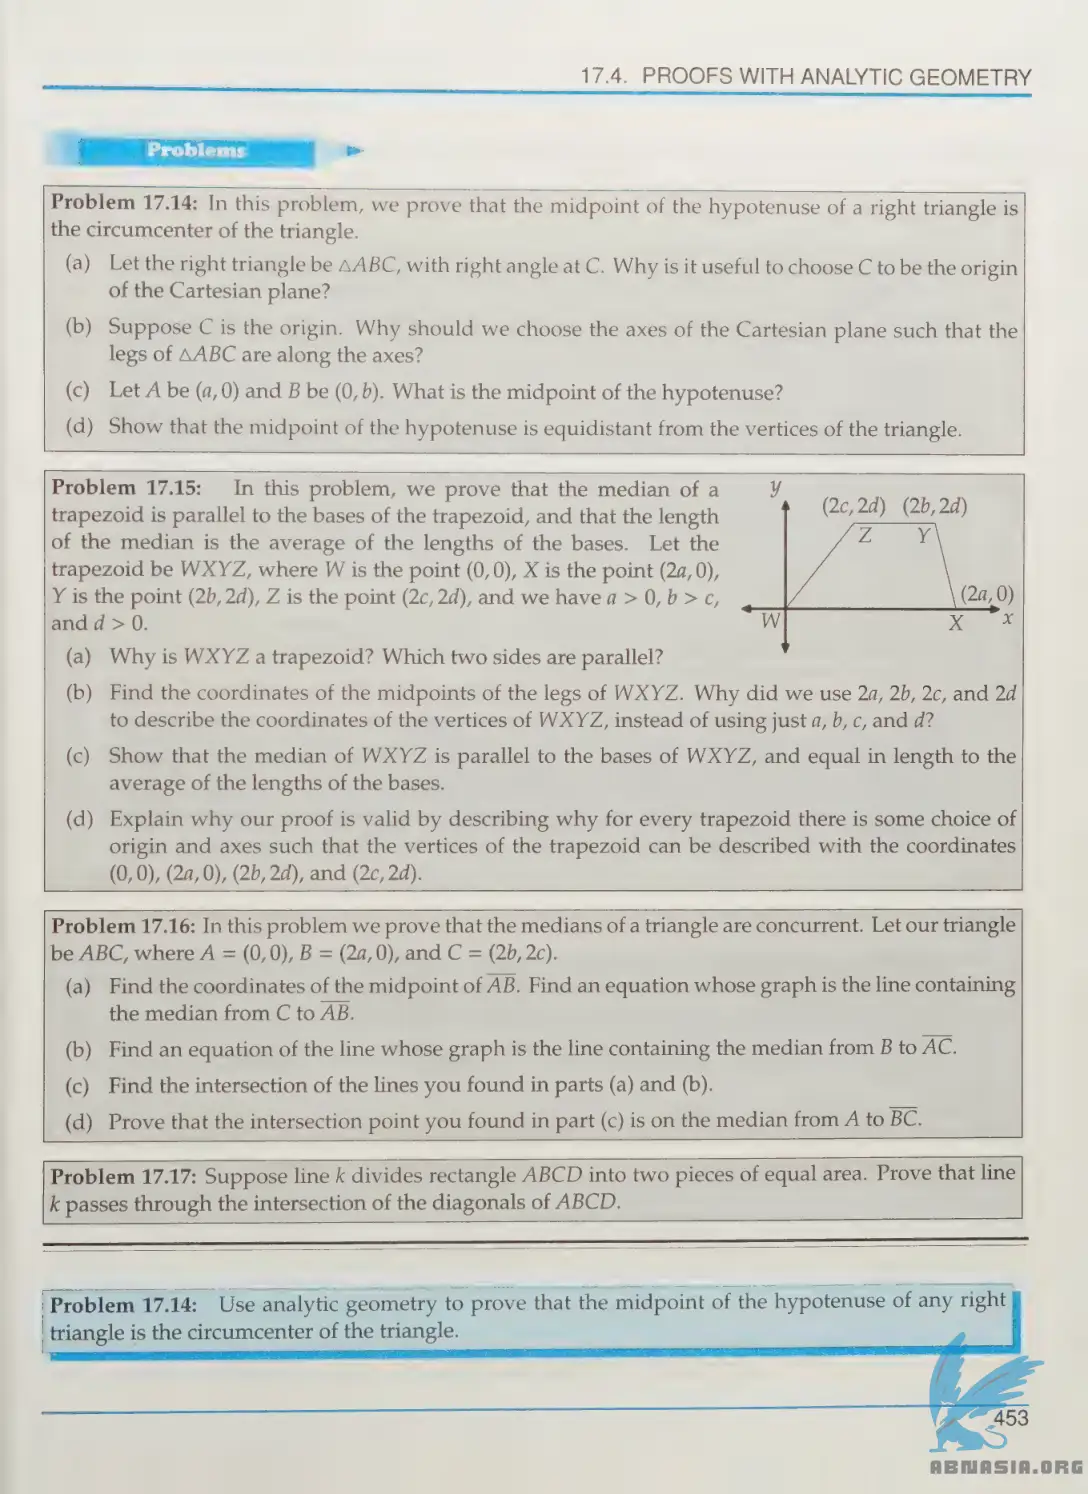 17.4. PROOFS WITH ANALYTIC GEOMETRY
Problems
Problem 17.14: In this problem, we prove that the midpoint of the hypotenuse of a right triangle is
the circumcenter of the triangle.
(a) Let the right triangle be △ABC, with right angle at C. Why is it useful to choose C to be the origin
of the Cartesian plane?
(b) Suppose C is the origin. Why should we choose the axes of the Cartesian plane such that the
legs of △ABC are along the axes?
(c) Let A be (a, 0) and B be (0, b). What is the midpoint of the hypotenuse?
(d) Show that the midpoint of the hypotenuse is equidistant from the vertices of the triangle.
Problem 17.15: In this problem, we prove that the median of a
trapezoid is parallel to the bases of the trapezoid, and that the length
of the median is the average of the lengths of the bases. Let the
trapezoid be WXYZ, where W is the point (0, 0), X is the point (2a, 0),
Y is the point (2b, 2d), Z is the point (2c, 2d), and we have a > 0, b > c,
and d > 0.
y
(2c, 2d) (2b, 2d)
Z Y
(2a, 0)
W X x
(a) Why is WXYZ a trapezoid? Which two sides are parallel?
(b) Find the coordinates of the midpoints of the legs of WXYZ. Why did we use 2a, 2b, 2c, and 2d
to describe the coordinates of the vertices of WXYZ, instead of using just a, b, c, and d?
(c) Show that the median of WXYZ is parallel to the bases of WXYZ, and equal in length to the
average of the lengths of the bases.
(d) Explain why our proof is valid by describing why for every trapezoid there is some choice of
origin and axes such that the vertices of the trapezoid can be described with the coordinates
(0, 0), (2a, 0), (2b, 2d), and (2c, 2d).
Problem 17.16: In this problem we prove that the medians of a triangle are concurrent. Let our triangle
be ABC, where A = (0, 0), B = (2a, 0), and C = (2b, 2c).
(a) Find the coordinates of the midpoint of A̅B̅. Find an equation whose graph is the line containing
the median from C to A̅B̅.
(b) Find an equation of the line whose graph is the line containing the median from B to A̅C̅.
(c) Find the intersection of the lines you found in parts (a) and (b).
(d) Prove that the intersection point you found in part (c) is on the median from A to B̅C̅.
Problem 17.17: Suppose line k divides rectangle ABCD into two pieces of equal area. Prove that line
k passes through the intersection of the diagonals of ABCD.
Problem 17.14: Use analytic geometry to prove that the midpoint of the hypotenuse of any right
triangle is the circumcenter of the triangle.
453
ABNASIA.ORG